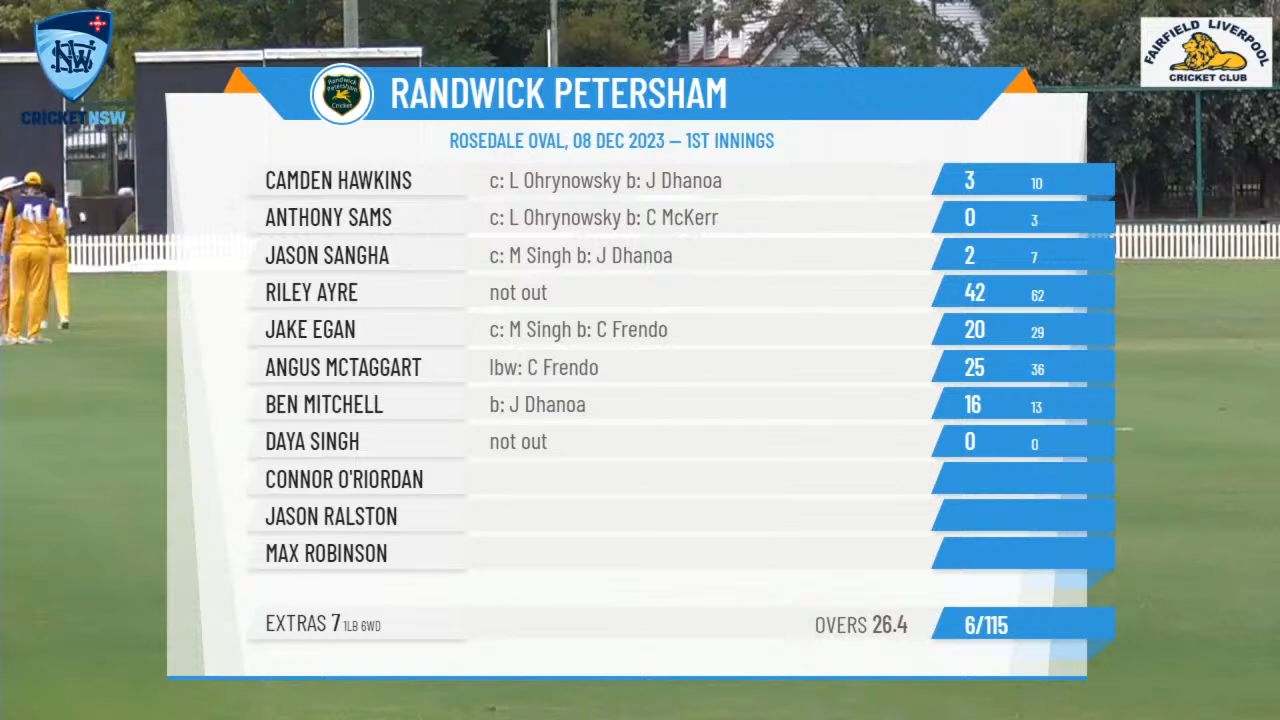 CRICKET NSW
FAIRFIELD LIVERPOOL
CRICKET CLUB
Randwick
Petersham
Cricket
RANDWICK PETERSHAM
ROSEDALE OVAL, 08 DEC 2023 – 1ST INNINGS
CAMDEN HAWKINS c: L Ohrynowsky b: J Dhanoa 3 10
ANTHONY SAMS c: L Ohrynowsky b: C McKerr 0 3
JASON SANGHA c: M Singh b: J Dhanoa 2 7
RILEY AYRE not out 42 62
JAKE EGAN c: M Singh b: C Frendo 20 29
ANGUS MCTAGGART lbw: C Frendo 25 36
BEN MITCHELL b: J Dhanoa 16 13
DAYA SINGH not out 0 0
CONNOR O'RIORDAN
JASON RALSTON
MAX ROBINSON
EXTRAS 7 1LB 6WD OVERS 26.4 6/115
41